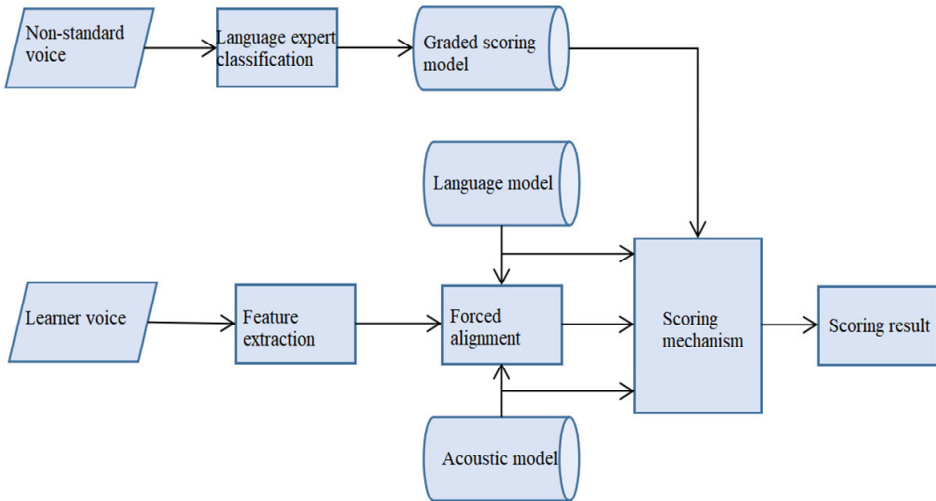 Non-standard
voice
Language expert
classification
Graded scoring
model
Language model
Learner voice
Feature
extraction
Forced
alignment
Scoring
mechanism
Scoring result
Acoustic model